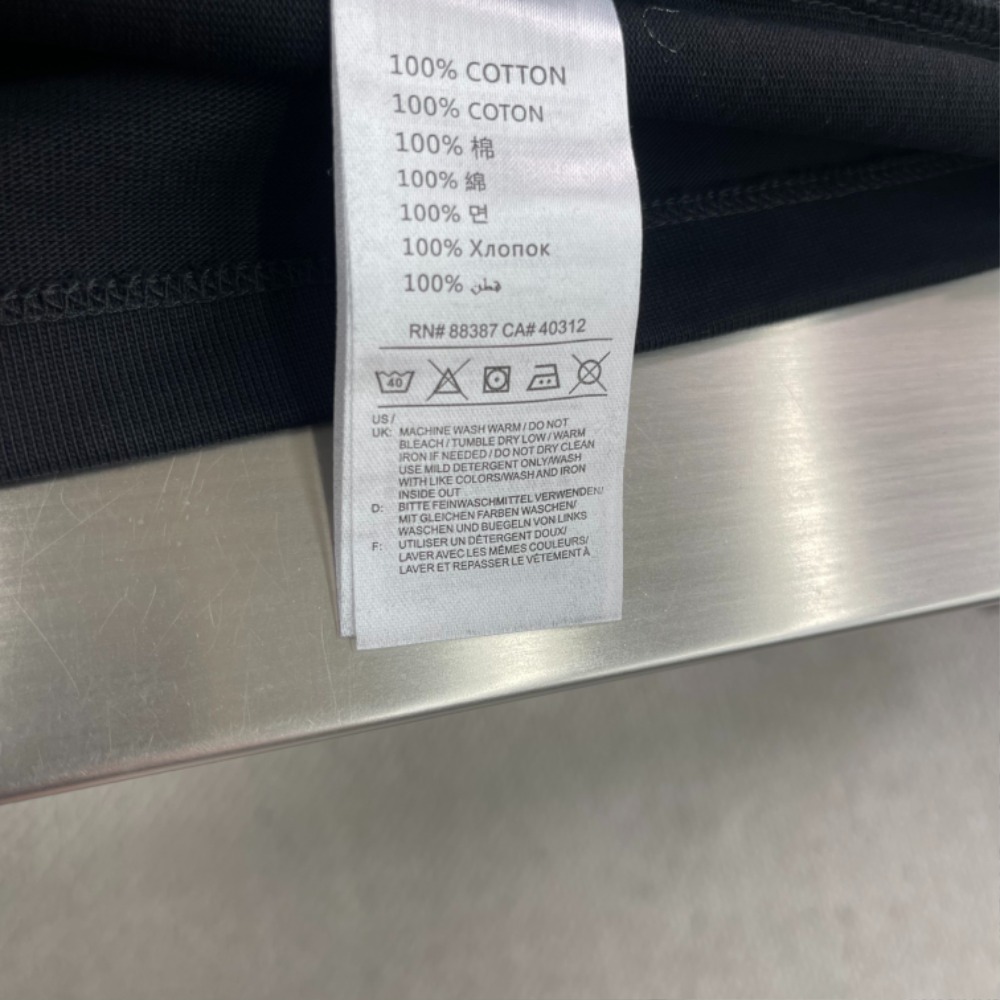 100% COTTON
100% COTON
100% 棉
100% 綿
100% 면
100% Хлопок
100% قطن
RN# 88387 CA# 40312
40
US /
UK: MACHINE WASH WARM / DO NOT
BLEACH / TUMBLE DRY LOW / WARM
IRON IF NEEDED / DO NOT DRY CLEAN
USE MILD DETERGENT ONLY/WASH
WITH LIKE COLORS/WASH AND IRON
INSIDE OUT
D: BITTE FEINWASCHMITTEL VERWENDEN/
MIT GLEICHEN FARBEN WASCHEN/
WASCHEN UND BUEGELN VON LINKS
F: UTILISER UN DÉTERGENT DOUX/
LAVER AVEC LES MÊMES COULEURS/
LAVER ET REPASSER LE VÊTEMENT À